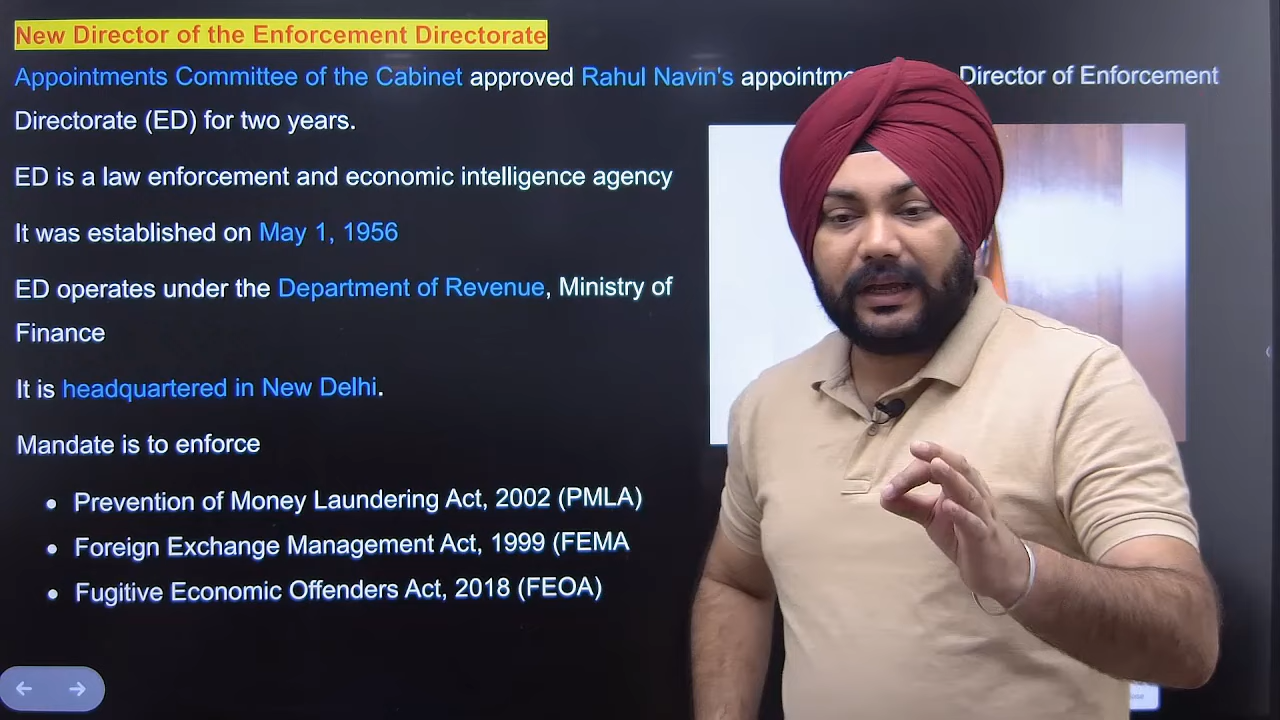 New Director of the Enforcement Directorate
Appointments Committee of the Cabinet approved Rahul Navin's appointme Director of Enforcement
Directorate (ED) for two years.
ED is a law enforcement and economic intelligence agency
It was established on May 1, 1956
ED operates under the Department of Revenue, Ministry of
Finance
It is headquartered in New Delhi.
Mandate is to enforce
• Prevention of Money Laundering Act, 2002 (PMLA)
• Foreign Exchange Management Act, 1999 (FEMA
• Fugitive Economic Offenders Act, 2018 (FEOA)